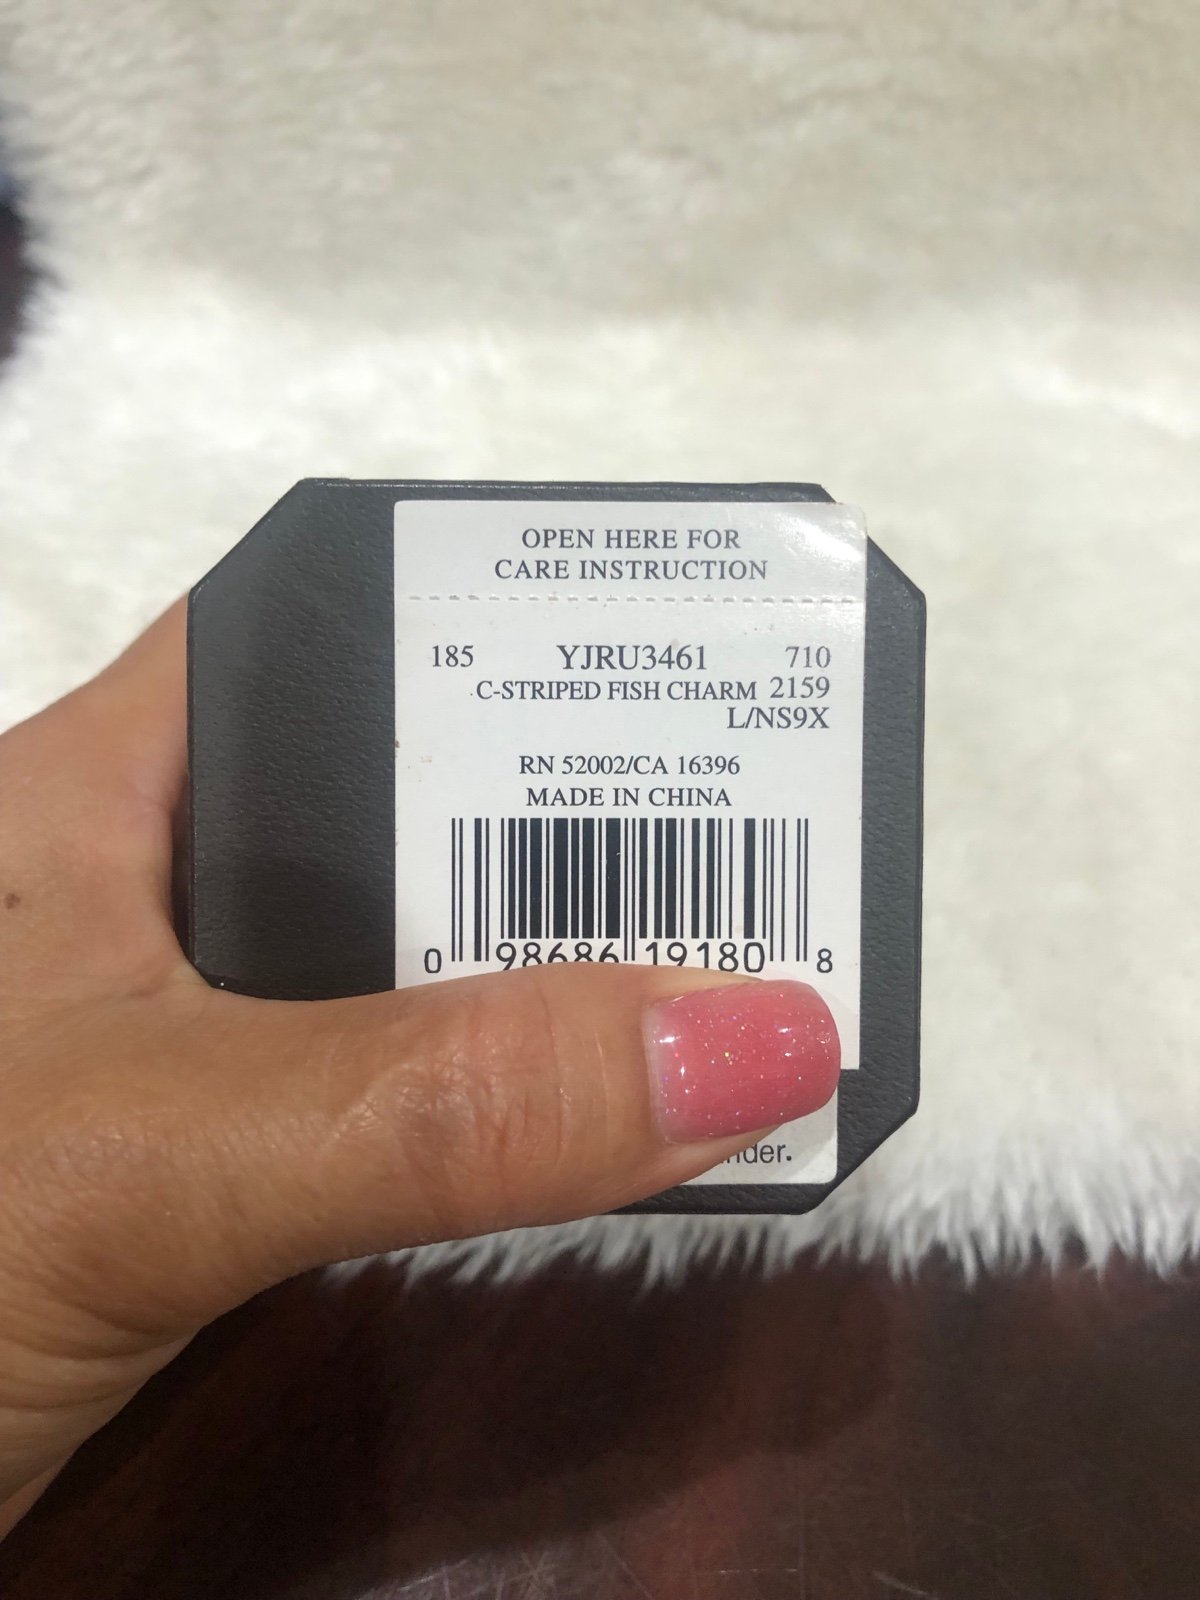 OPEN HERE FOR
CARE INSTRUCTION
185 YJRU3461 710
C-STRIPED FISH CHARM 2159
L/NS9X
RN 52002/CA 16396
MADE IN CHINA
0 98686 19180 8